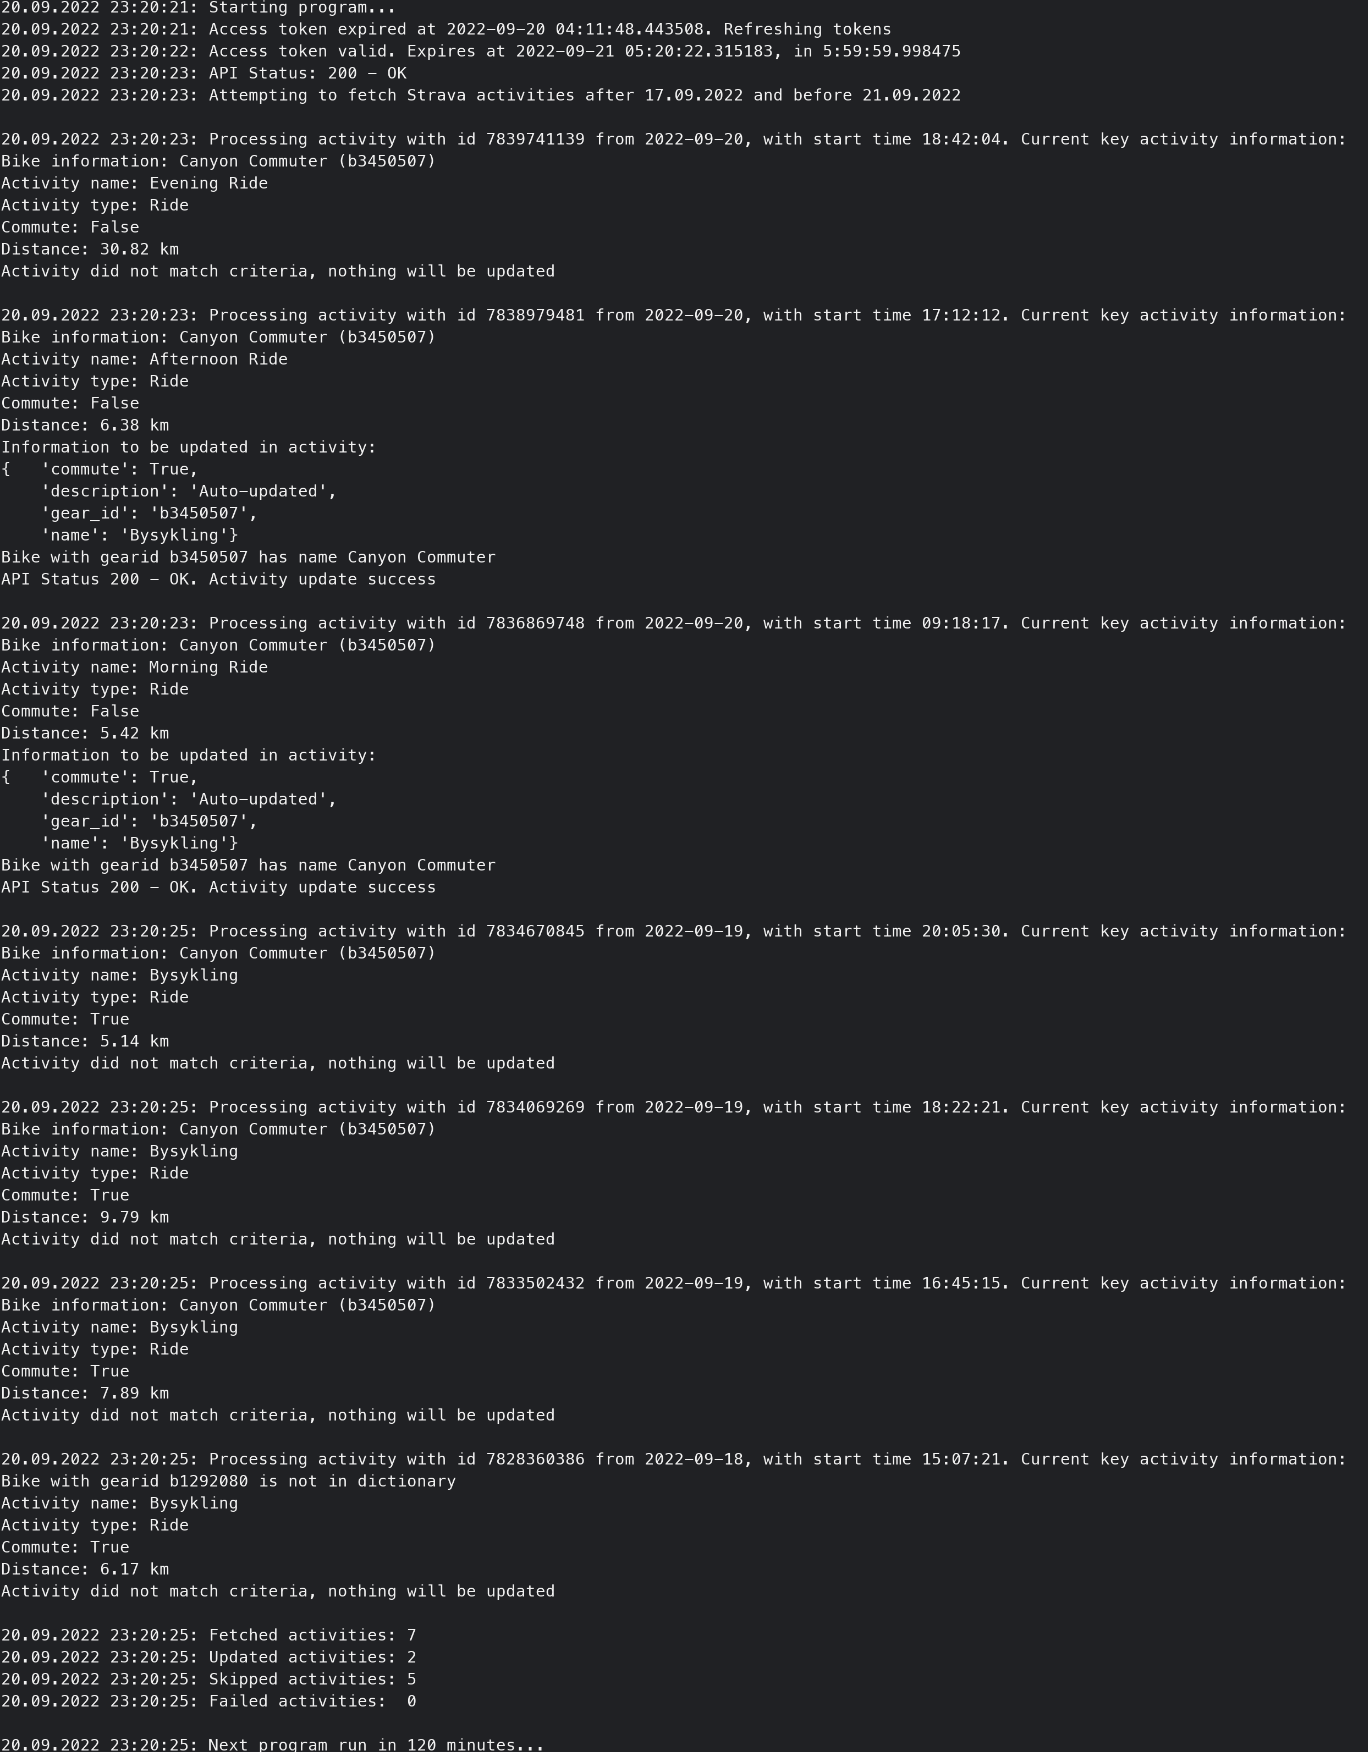 20.09.2022 23:20:21: Starting program...
20.09.2022 23:20:21: Access token expired at 2022-09-20 04:11:48.443508. Refreshing tokens
20.09.2022 23:20:22: Access token valid. Expires at 2022-09-21 05:20:22.315183, in 5:59:59.998475
20.09.2022 23:20:23: API Status: 200 - OK
20.09.2022 23:20:23: Attempting to fetch Strava activities after 17.09.2022 and before 21.09.2022

20.09.2022 23:20:23: Processing activity with id 7839741139 from 2022-09-20, with start time 18:42:04. Current key activity information:
Bike information: Canyon Commuter (b3450507)
Activity name: Evening Ride
Activity type: Ride
Commute: False
Distance: 30.82 km
Activity did not match criteria, nothing will be updated

20.09.2022 23:20:23: Processing activity with id 7838979481 from 2022-09-20, with start time 17:12:12. Current key activity information:
Bike information: Canyon Commuter (b3450507)
Activity name: Afternoon Ride
Activity type: Ride
Commute: False
Distance: 6.38 km
Information to be updated in activity:
{   'commute': True,
    'description': 'Auto-updated',
    'gear_id': 'b3450507',
    'name': 'Bysykling'}
Bike with gearid b3450507 has name Canyon Commuter
API Status 200 - OK. Activity update success

20.09.2022 23:20:23: Processing activity with id 7836869748 from 2022-09-20, with start time 09:18:17. Current key activity information:
Bike information: Canyon Commuter (b3450507)
Activity name: Morning Ride
Activity type: Ride
Commute: False
Distance: 5.42 km
Information to be updated in activity:
{   'commute': True,
    'description': 'Auto-updated',
    'gear_id': 'b3450507',
    'name': 'Bysykling'}
Bike with gearid b3450507 has name Canyon Commuter
API Status 200 - OK. Activity update success

20.09.2022 23:20:25: Processing activity with id 7834670845 from 2022-09-19, with start time 20:05:30. Current key activity information:
Bike information: Canyon Commuter (b3450507)
Activity name: Bysykling
Activity type: Ride
Commute: True
Distance: 5.14 km
Activity did not match criteria, nothing will be updated

20.09.2022 23:20:25: Processing activity with id 7834069269 from 2022-09-19, with start time 18:22:21. Current key activity information:
Bike information: Canyon Commuter (b3450507)
Activity name: Bysykling
Activity type: Ride
Commute: True
Distance: 9.79 km
Activity did not match criteria, nothing will be updated

20.09.2022 23:20:25: Processing activity with id 7833502432 from 2022-09-19, with start time 16:45:15. Current key activity information:
Bike information: Canyon Commuter (b3450507)
Activity name: Bysykling
Activity type: Ride
Commute: True
Distance: 7.89 km
Activity did not match criteria, nothing will be updated

20.09.2022 23:20:25: Processing activity with id 7828360386 from 2022-09-18, with start time 15:07:21. Current key activity information:
Bike with gearid b1292080 is not in dictionary
Activity name: Bysykling
Activity type: Ride
Commute: True
Distance: 6.17 km
Activity did not match criteria, nothing will be updated

20.09.2022 23:20:25: Fetched activities: 7
20.09.2022 23:20:25: Updated activities: 2
20.09.2022 23:20:25: Skipped activities: 5
20.09.2022 23:20:25: Failed activities:  0

20.09.2022 23:20:25: Next program run in 120 minutes...